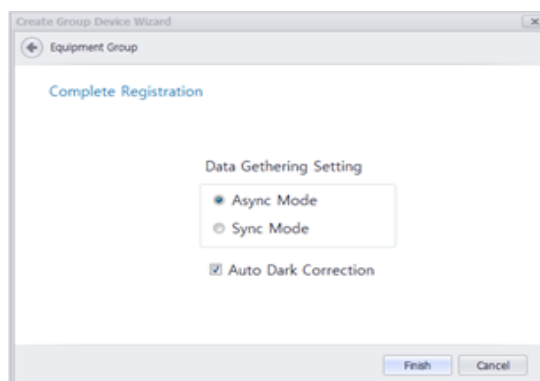 Create Group Device Wizard
Equipment Group
Complete Registration
Data Gethering Setting
Async Mode
Sync Mode
Auto Dark Correction
Finish
Cancel